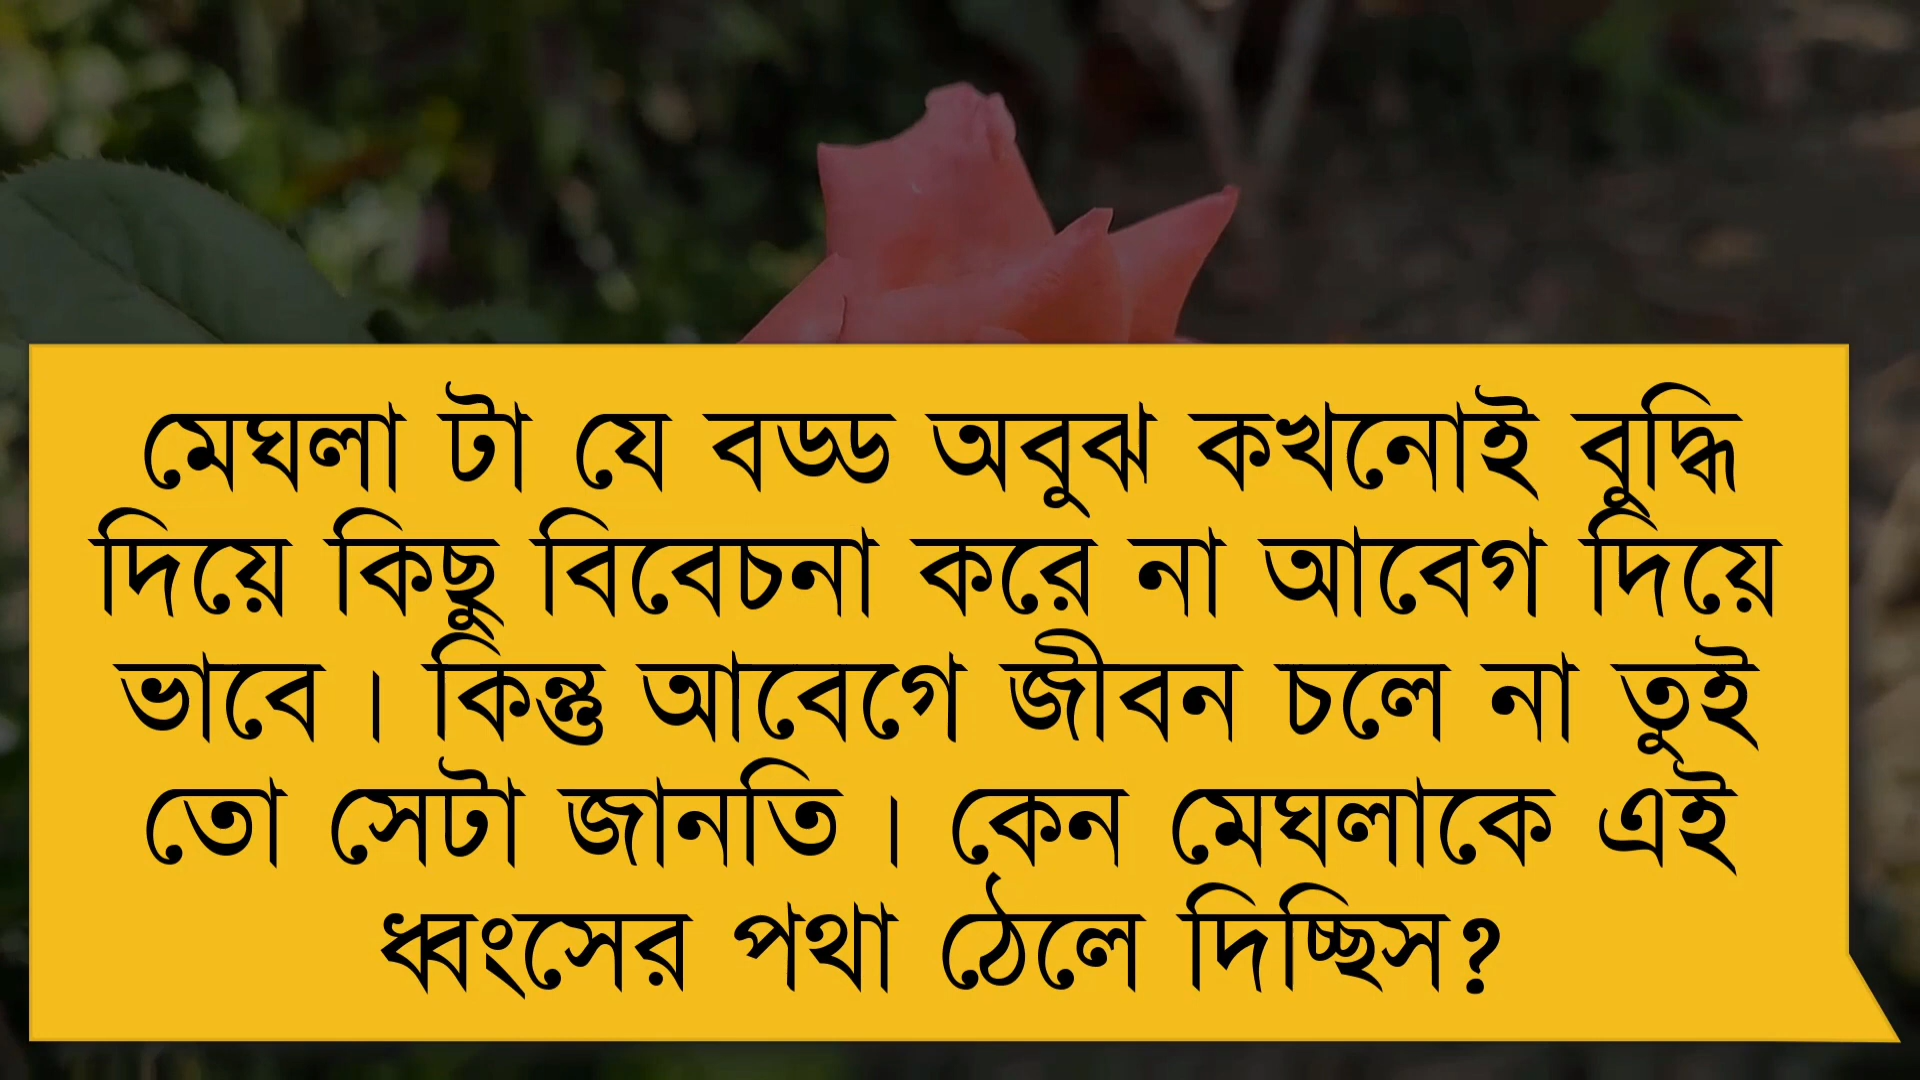 মেঘলা টা যে বড্ড অবুঝ কখনোই বুদ্ধি
দিয়ে কিছু বিবেচনা করে না আবেগ দিয়ে
ভাবে । কিন্তু আবেগে জীবন চলে না তুই
তো সেটা জানতি । কেন মেঘলাকে এই
ধ্বংসের পথা ঠেলে দিচ্ছিস?